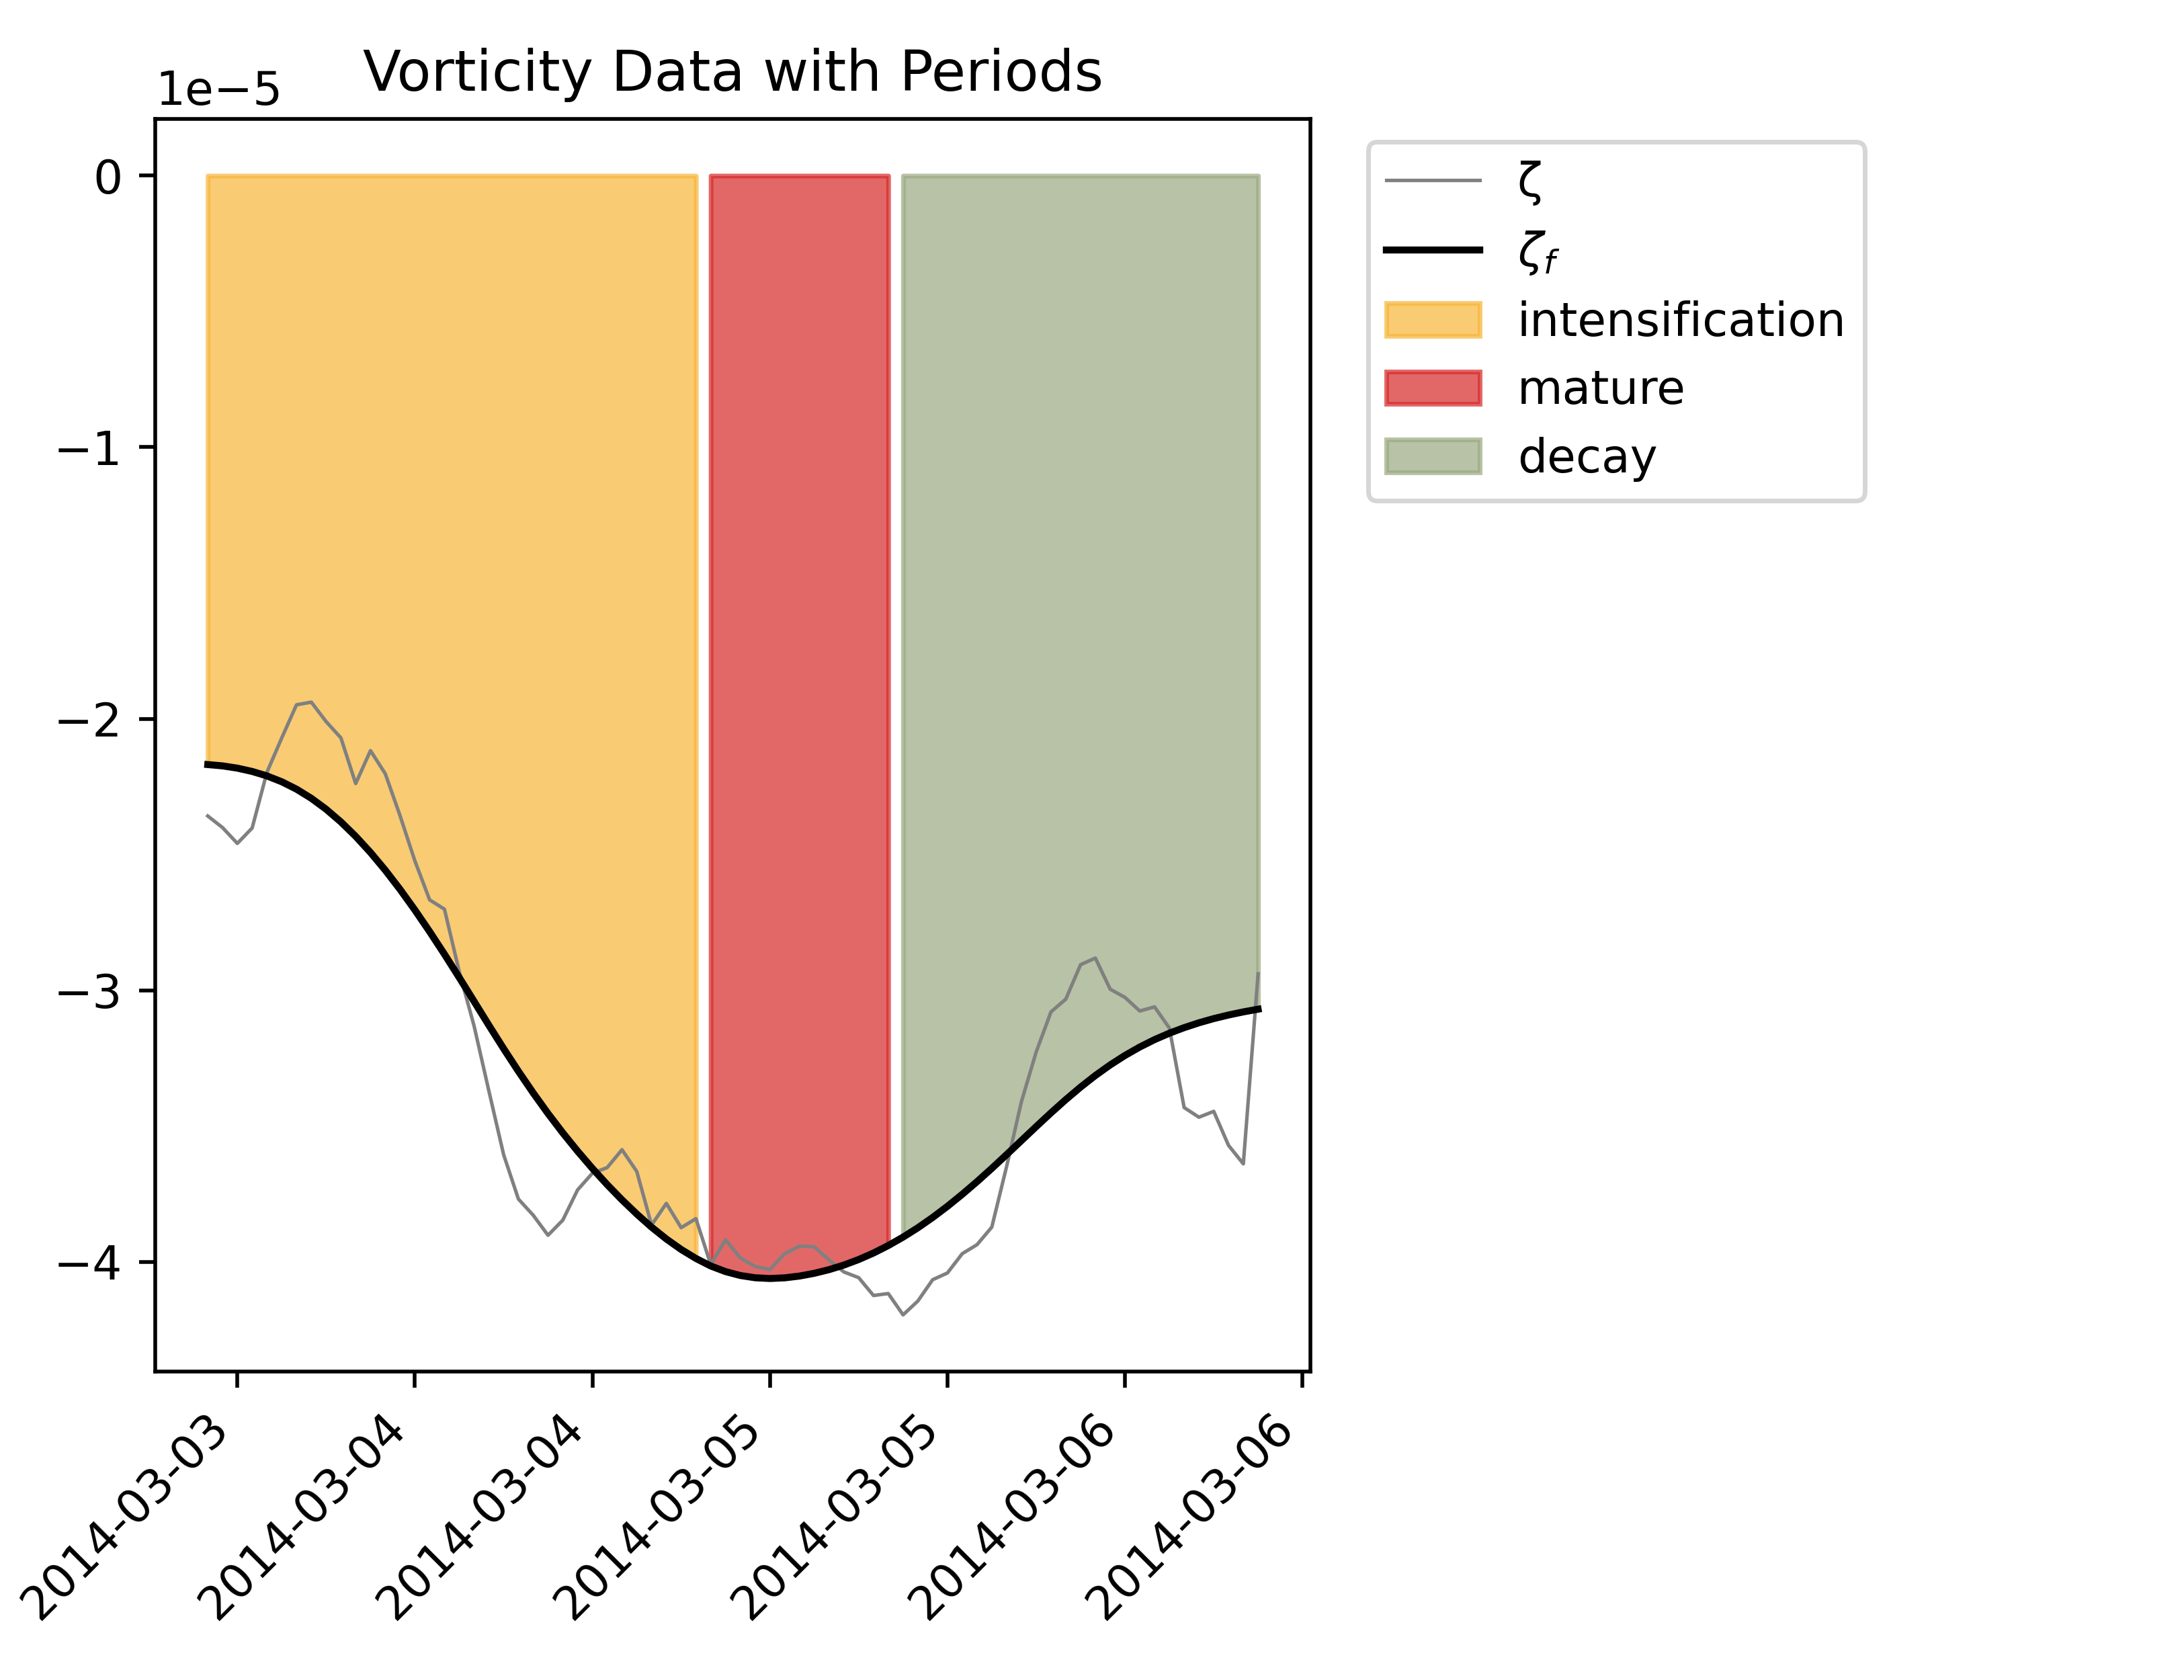 Vorticity Data with Periods
1e−5
0
−1
−2
−3
−4
2014-03-03
2014-03-04
2014-03-04
2014-03-05
2014-03-05
2014-03-06
2014-03-06
ζ
ζf
intensification
mature
decay